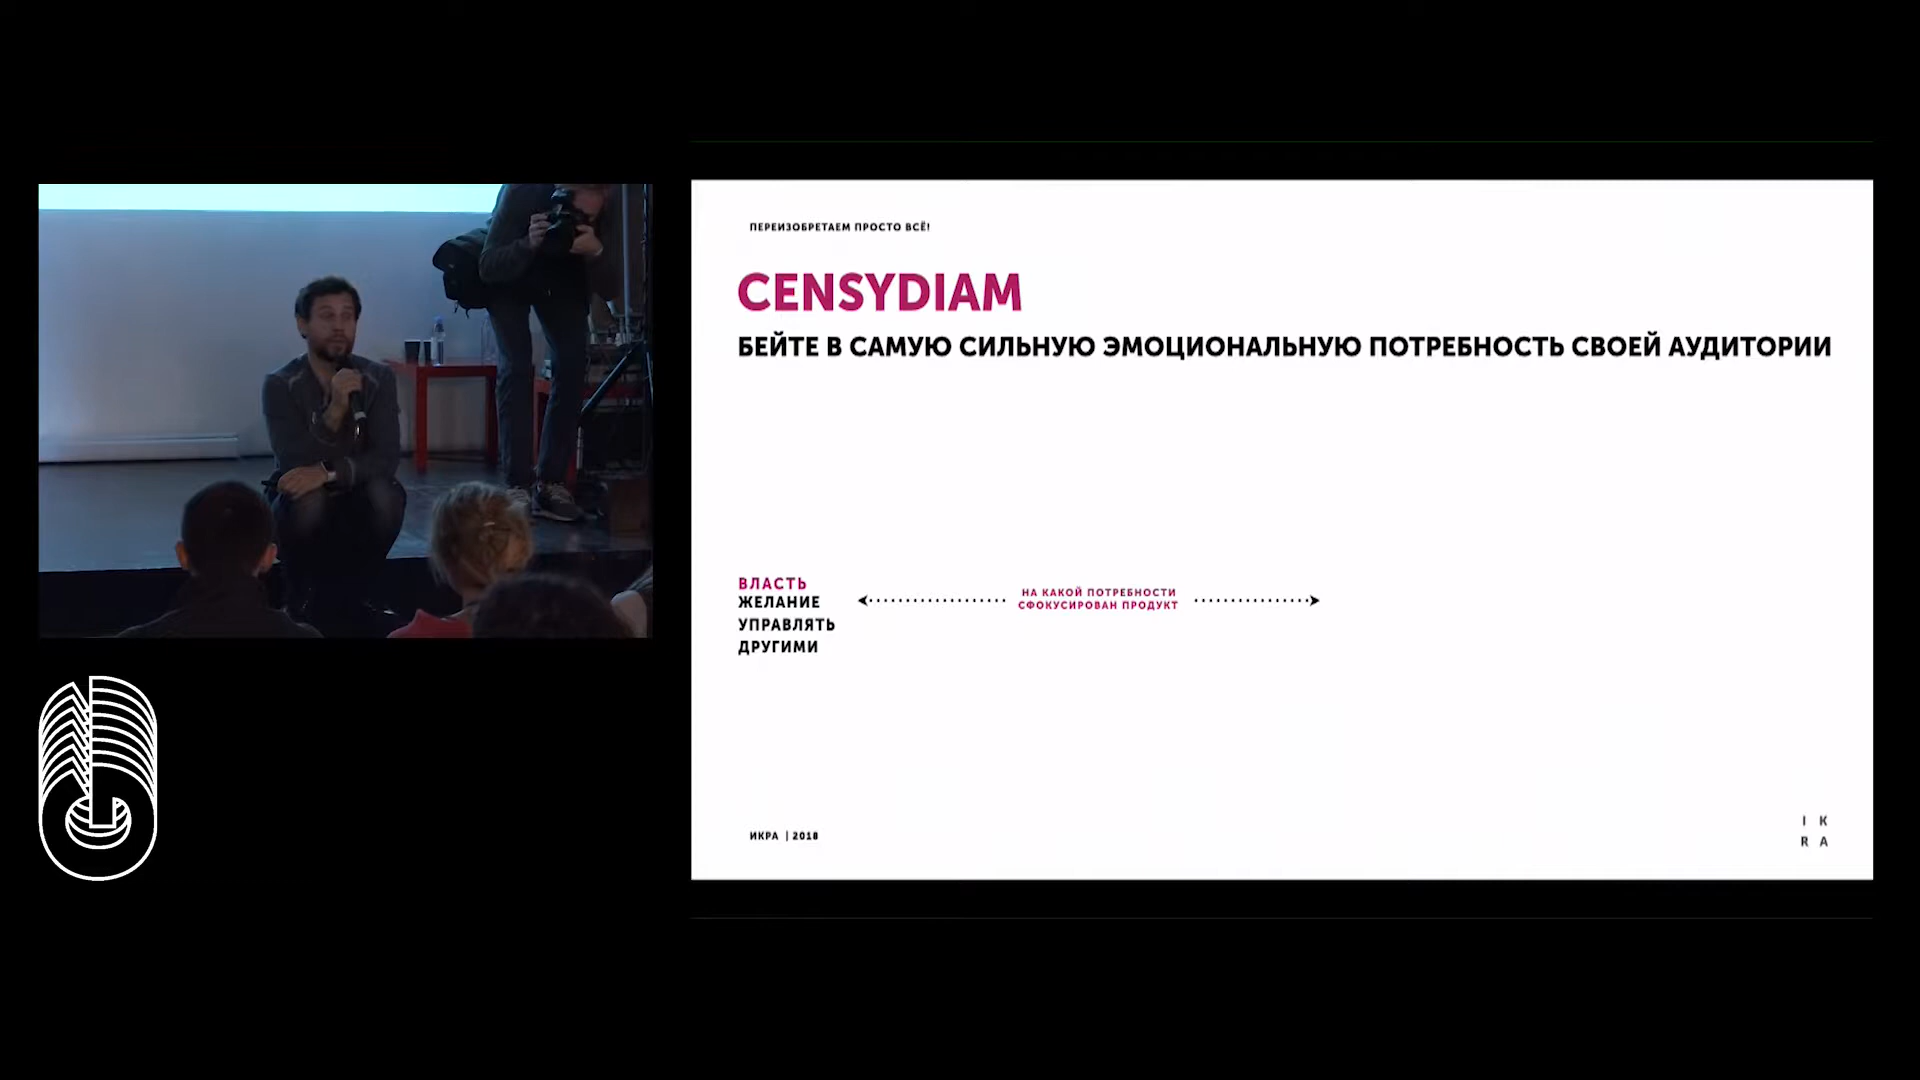 ПЕРЕИЗОБРЕТАЕМ ПРОСТО ВСЁ!
CENSYDIAM
БЕЙТЕ В САМУЮ СИЛЬНУЮ ЭМОЦИОНАЛЬНУЮ ПОТРЕБНОСТЬ СВОЕЙ АУДИТОРИИ
ВЛАСТЬ
ЖЕЛАНИЕ
УПРАВЛЯТЬ
ДРУГИМИ
НА КАКОЙ ПОТРЕБНОСТИ
СФОКУСИРОВАН ПРОДУКТ
ИКРА | 2018
I K
R A